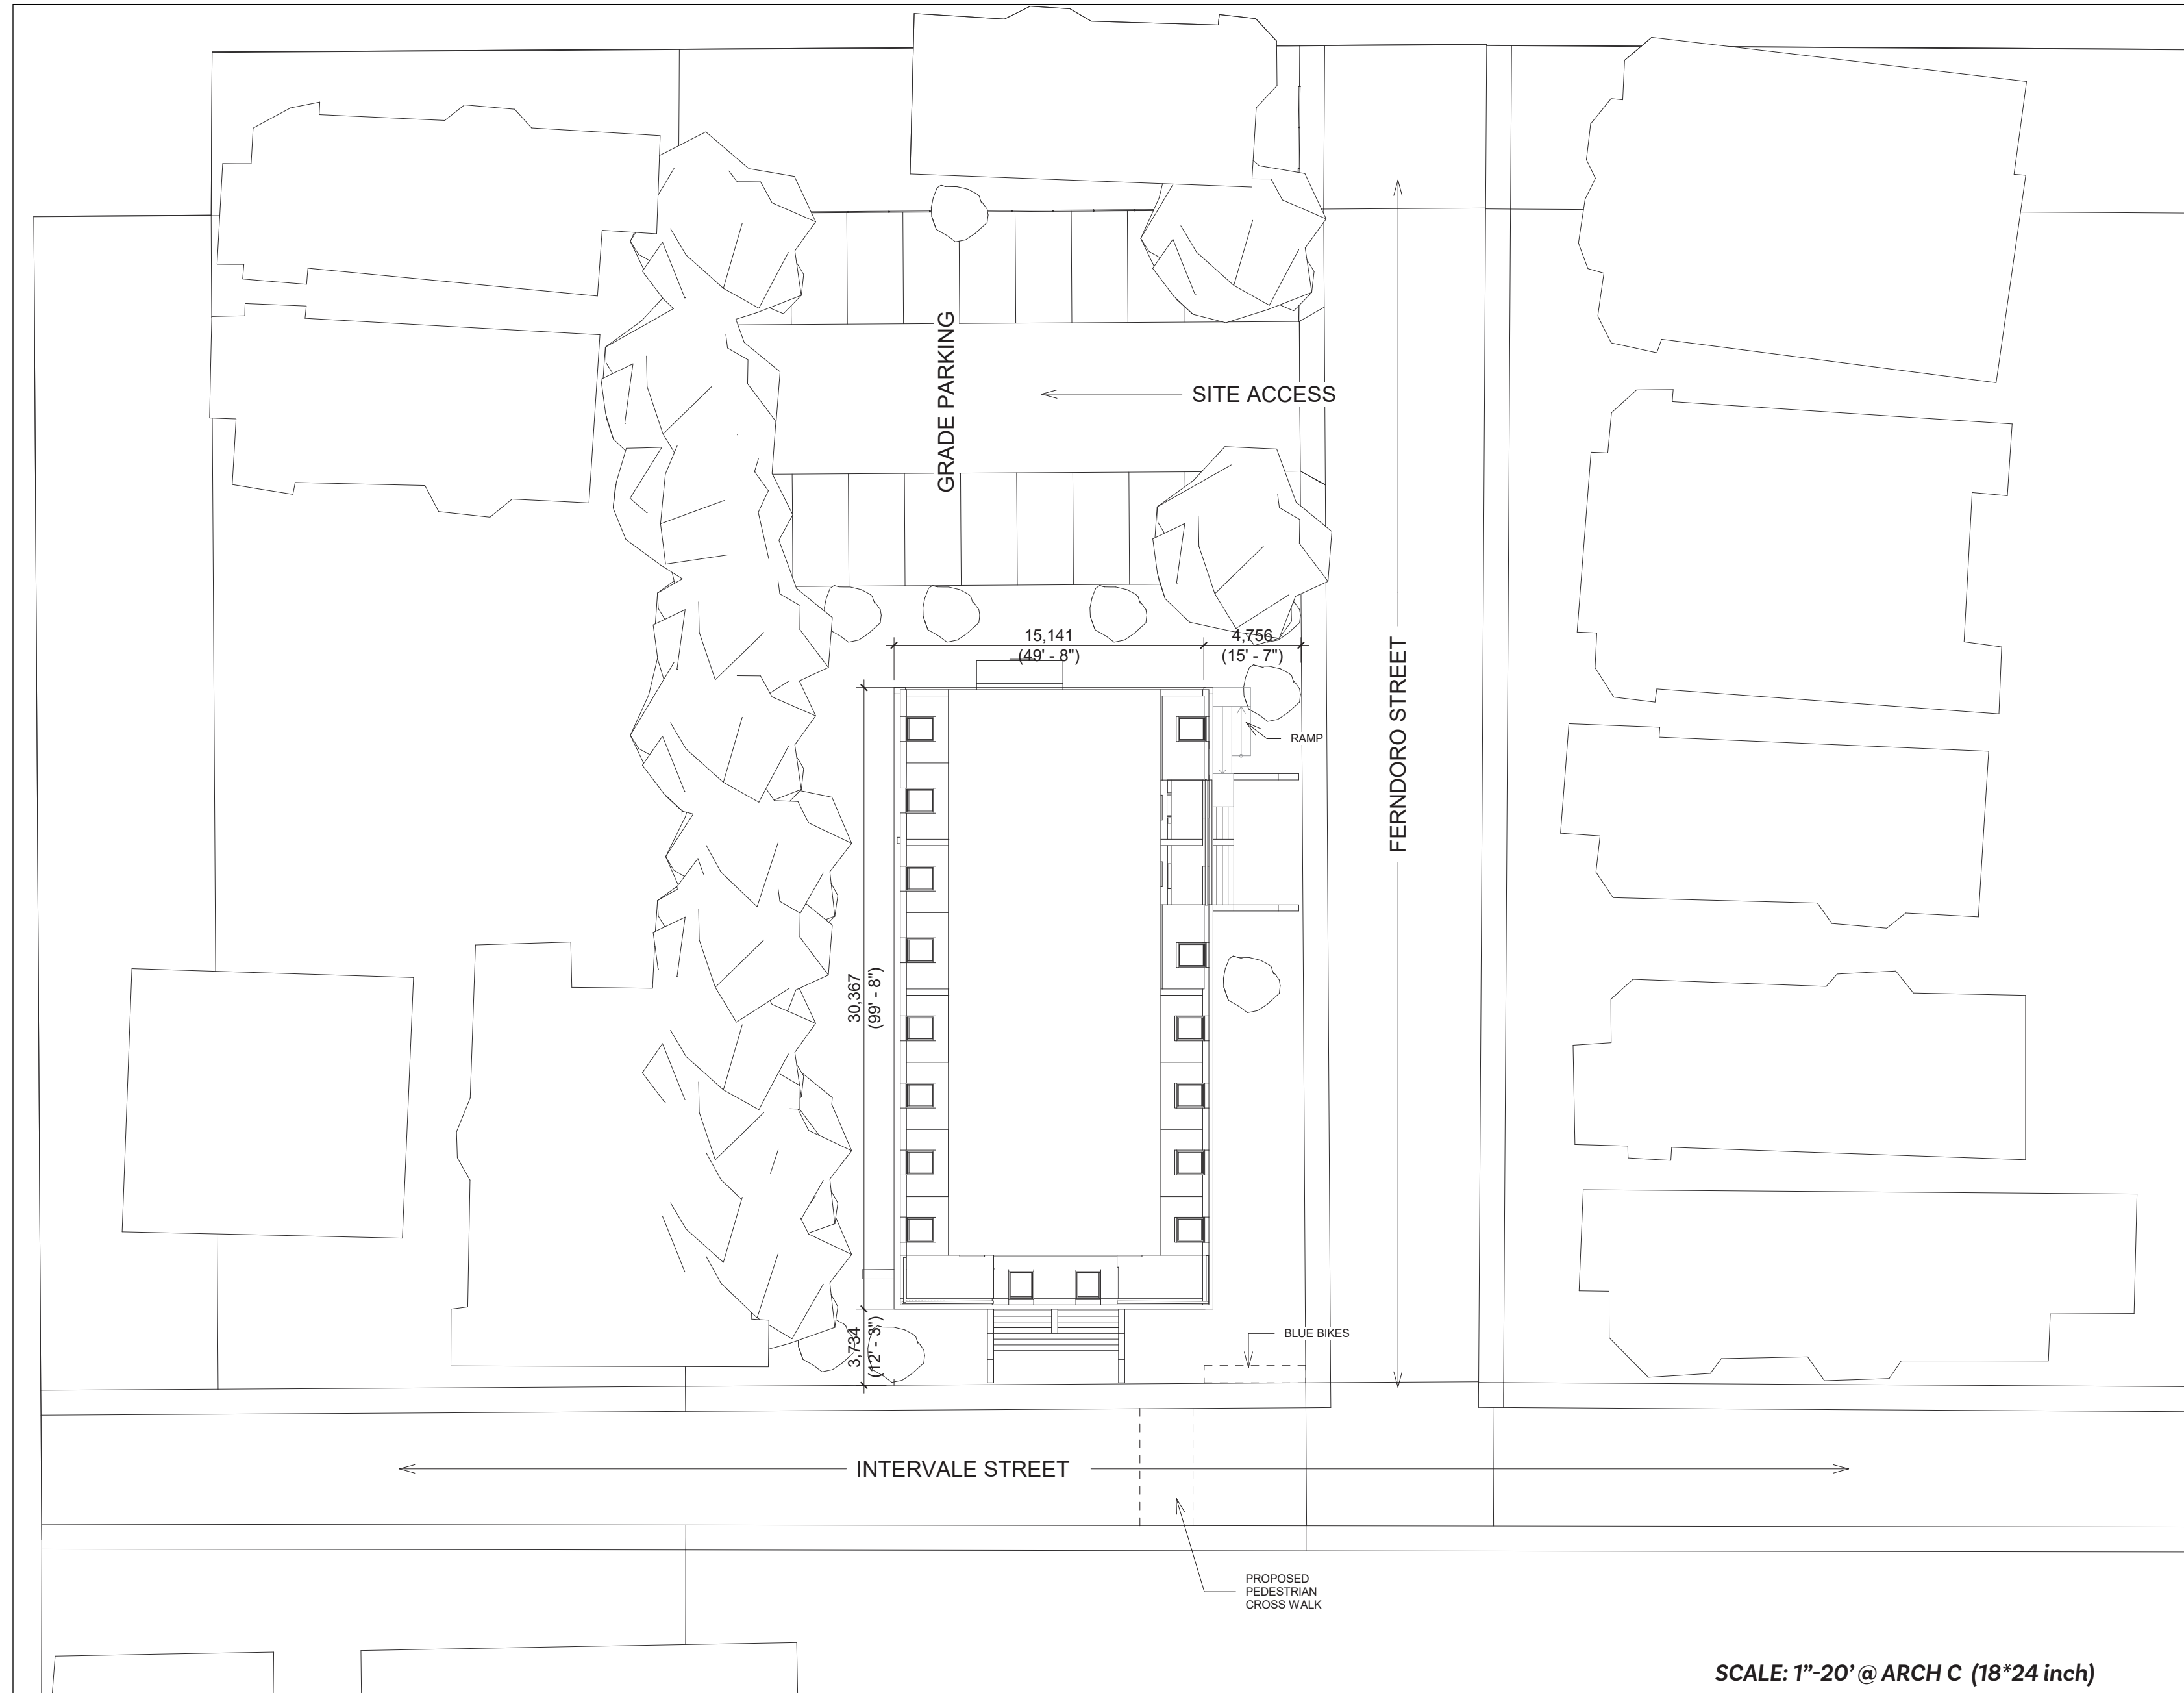 GRADE PARKING
SITE ACCESS
15,141
(49' - 8")
4,756
(15' - 7")
RAMP
FERNDORO STREET
30,367
(99' - 8")
3,734
(12' - 3")
BLUE BIKES
INTERVALE STREET
PROPOSED
PEDESTRIAN
CROSS WALK
SCALE: 1”-20’ @ ARCH C (18*24 inch)